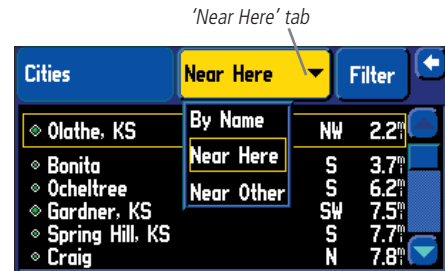 'Near Here' tab
Cities Near Here Filter
Olathe, KS NW 2.2mi
By Name
Near Here
Near Other
Bonita S 3.7mi
Ocheltree S 6.2mi
Gardner, KS SW 7.5mi
Spring Hill, KS S 7.7mi
Craig N 7.8mi